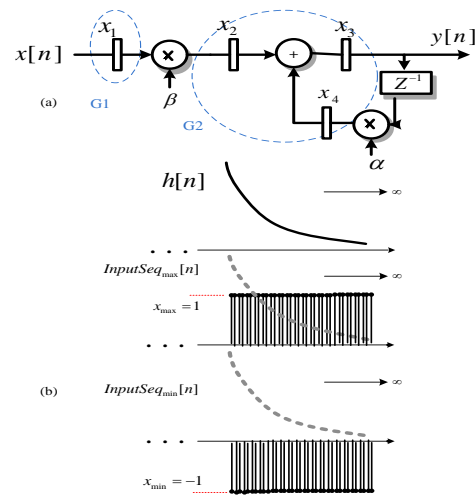 x[n] x₁ x₂ x₃ y[n]
× + Z⁻¹
β x₄ ×
(a) G1 G2 α
h[n] ∞
. . .
InputSeq_max[n] ∞
x_max = 1
. . .
InputSeq_min[n] ∞
(b)
. . .
x_min = −1